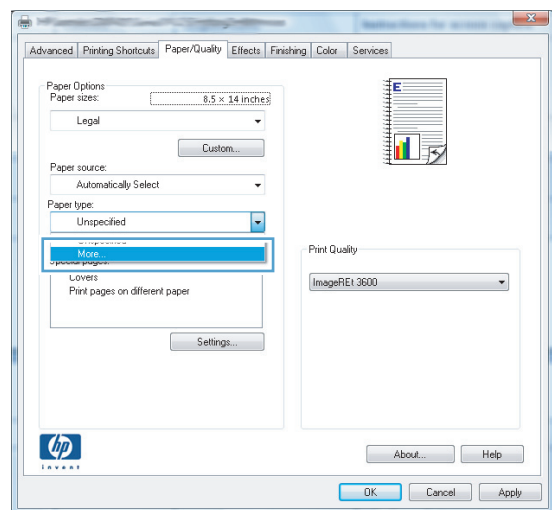 Advanced Printing Shortcuts Paper/Quality Effects Finishing Color Services
Paper Options
Paper sizes: 8.5 × 14 inches
Legal
Custom...
Paper source:
Automatically Select
Paper type:
Unspecified
More...
Covers
Print pages on different paper
Settings...
E
Print Quality
ImageREt 3600
hp
invent
About... Help
OK Cancel Apply